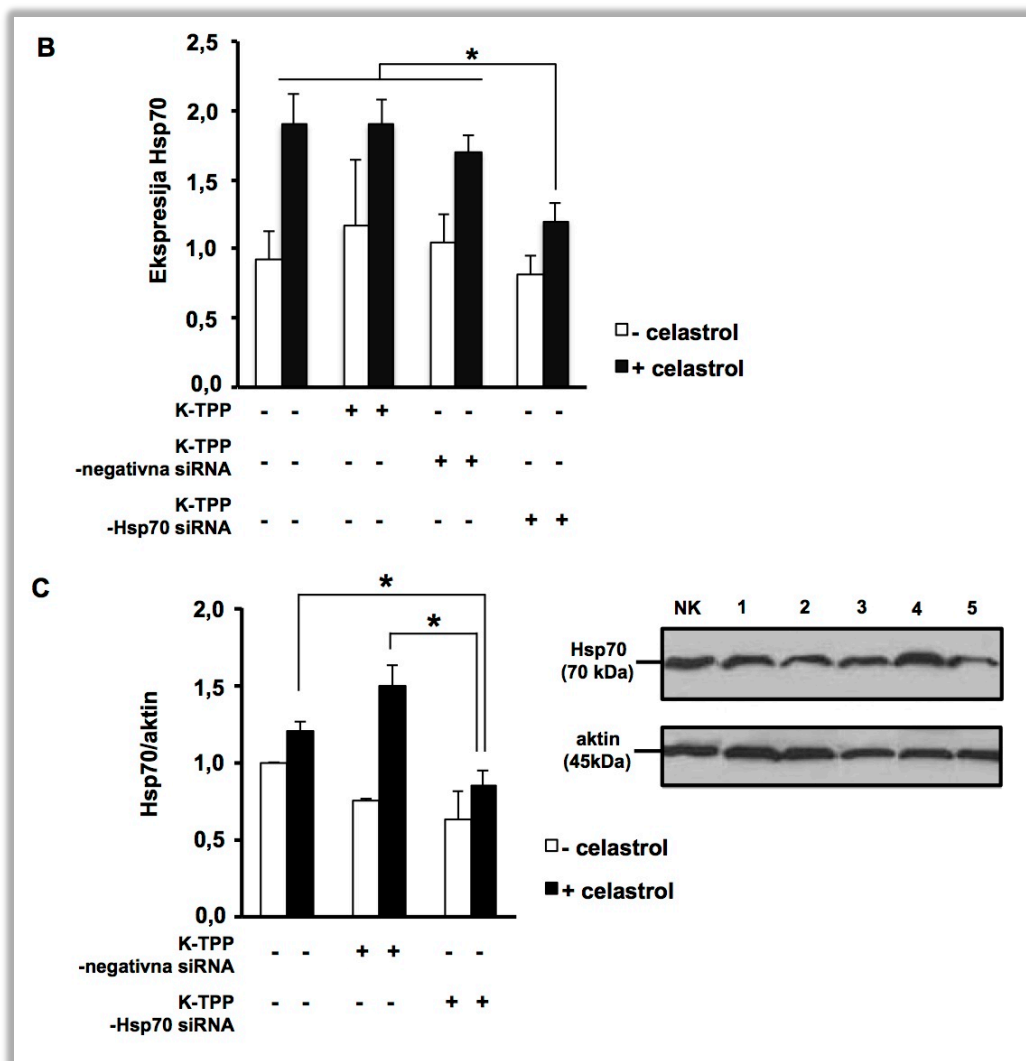 B
2,5
2,0
1,5
1,0
0,5
0,0
Ekspresija Hsp70
*
- celastrol
+ celastrol
K-TPP - - + + - - - -
K-TPP
-negativna siRNA - - - - + + - -
K-TPP
-Hsp70 siRNA - - - - - - + +
C
2,0
1,5
1,0
0,5
0,0
Hsp70/aktin
*
*
- celastrol
+ celastrol
K-TPP
-negativna siRNA - - + + - -
K-TPP
-Hsp70 siRNA - - - - + +
NK 1 2 3 4 5
Hsp70
(70 kDa)
aktin
(45kDa)